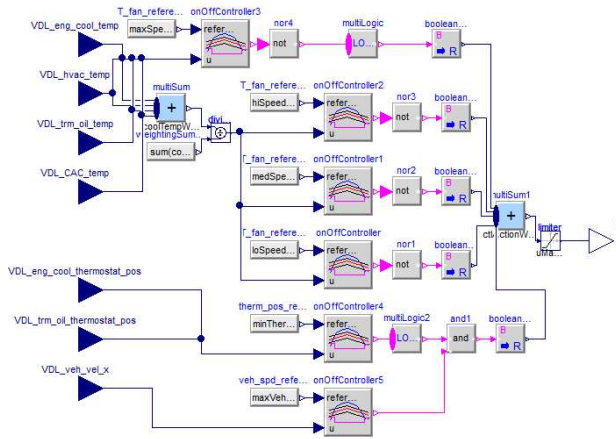 VDL_eng_cool_temp
T_fan_refere
onOffController3
maxSpe...
refer...
u
nor4
not
multiLogic
LO...
boolean...
B
R
VDL_hvac_temp
multiSum
+
coolTempW...
divi...
weightingSum...
sum(co...
VDL_trm_oil_temp
VDL_CAC_temp
T_fan_refere
onOffController2
hiSpeed...
refer...
u
nor3
not
boolean...
B
R
T_fan_refere
onOffController1
medSpe...
refer...
u
nor2
not
boolean...
B
R
multiSum1
+
ctrlActionW...
limiter
uMa...
T_fan_refere
onOffController
loSpeed...
refer...
u
nor1
not
boolean...
B
R
VDL_eng_cool_thermostat_pos
therm_pos_re...
onOffController4
minTher...
refer...
u
multiLogic2
LO...
and1
and
boolean...
B
R
VDL_trm_oil_thermostat_pos
VDL_veh_vel_x
veh_spd_refe...
onOffController5
maxVeh...
refer...
u